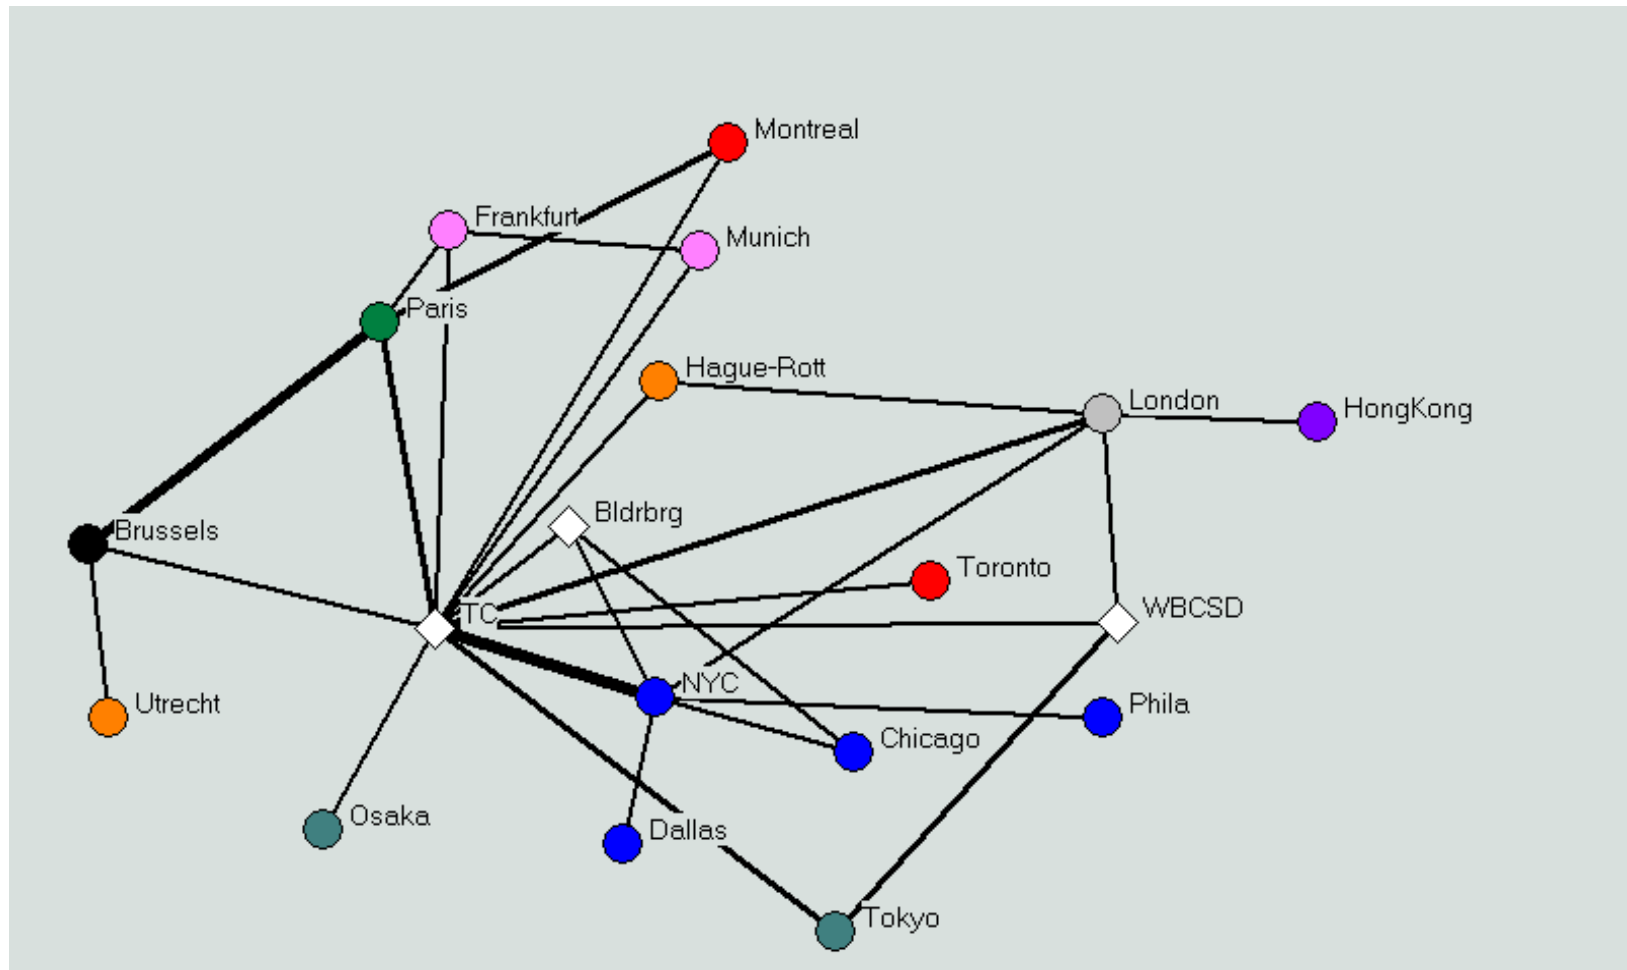 Montreal
Frankfurt
Munich
Paris
Hague-Rott
London
HongKong
Bldrbrg
Brussels
Toronto
TC
WBCSD
NYC
Utrecht
Phila
Chicago
Osaka
Dallas
Tokyo